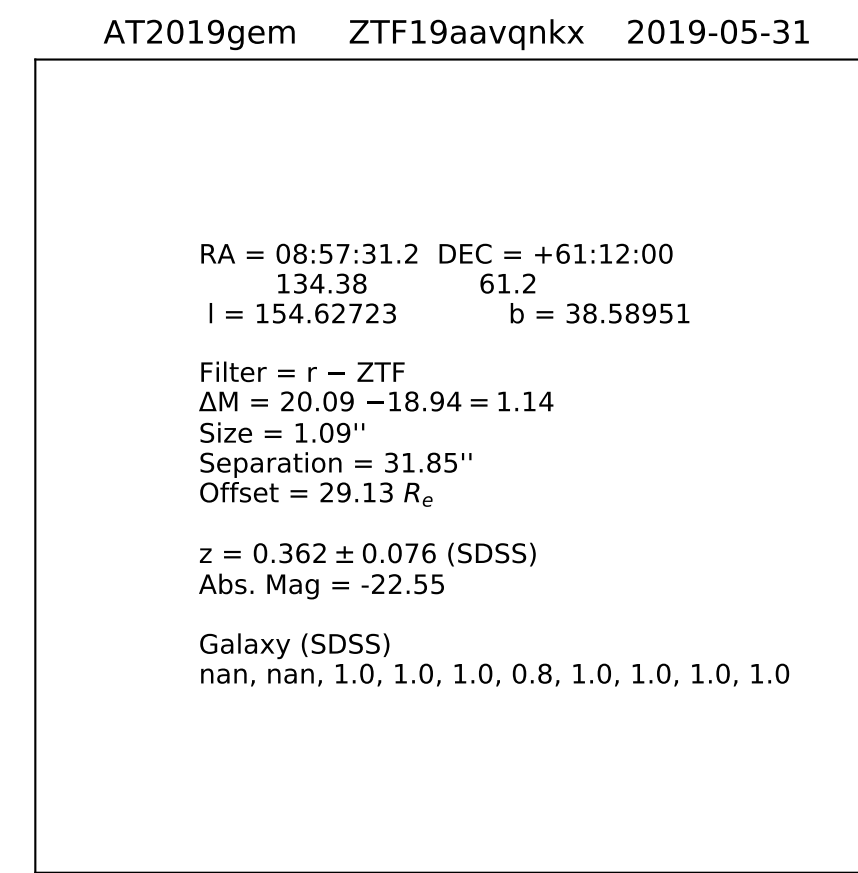 AT2019gem ZTF19aavqnkx 2019-05-31
RA = 08:57:31.2 DEC = +61:12:00
134.38 61.2
l = 154.62723 b = 38.58951
Filter = r − ZTF
ΔM = 20.09 −18.94 = 1.14
Size = 1.09''
Separation = 31.85''
Offset = 29.13 Rₑ
z = 0.362 ± 0.076 (SDSS)
Abs. Mag = -22.55
Galaxy (SDSS)
nan, nan, 1.0, 1.0, 1.0, 0.8, 1.0, 1.0, 1.0, 1.0